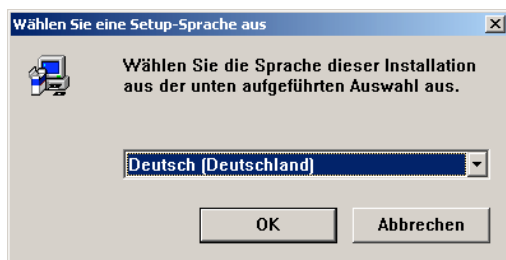 Wählen Sie eine Setup-Sprache aus
Wählen Sie die Sprache dieser Installation
aus der unten aufgeführten Auswahl aus.
Deutsch (Deutschland)
OK
Abbrechen